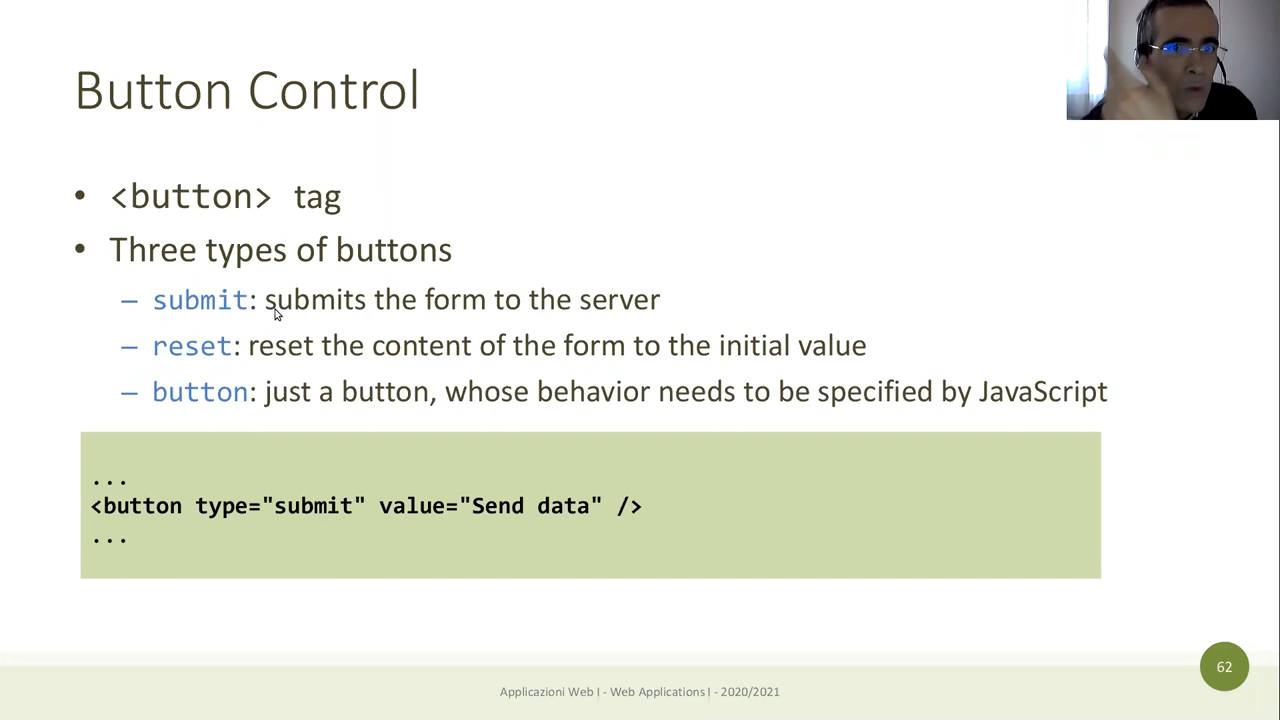 Button Control
• <button> tag
• Three types of buttons
– submit: submits the form to the server
– reset: reset the content of the form to the initial value
– button: just a button, whose behavior needs to be specified by JavaScript
...
<button type="submit" value="Send data" />
...
62
Applicazioni Web I - Web Applications I - 2020/2021